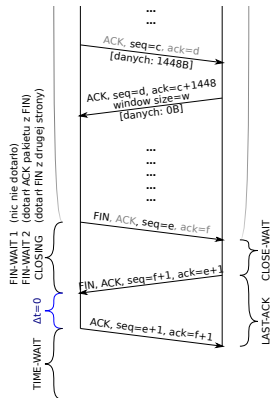 ...
...
ACK, seq=c, ack=d
[danych: 1448B]
ACK, seq=d, ack=c+1448
window size=w
[danych: 0B]
...
...
...
...
...
FIN, ACK, seq=e, ack=f
FIN, ACK, seq=f+1, ack=e+1
ACK, seq=e+1, ack=f+1
FIN-WAIT 1 (nic nie dotarło)
FIN-WAIT 2 (dotarł ACK pakietu z FIN)
CLOSING (dotarł FIN z drugej strony)
Δt=0
TIME-WAIT
CLOSE-WAIT
LAST-ACK